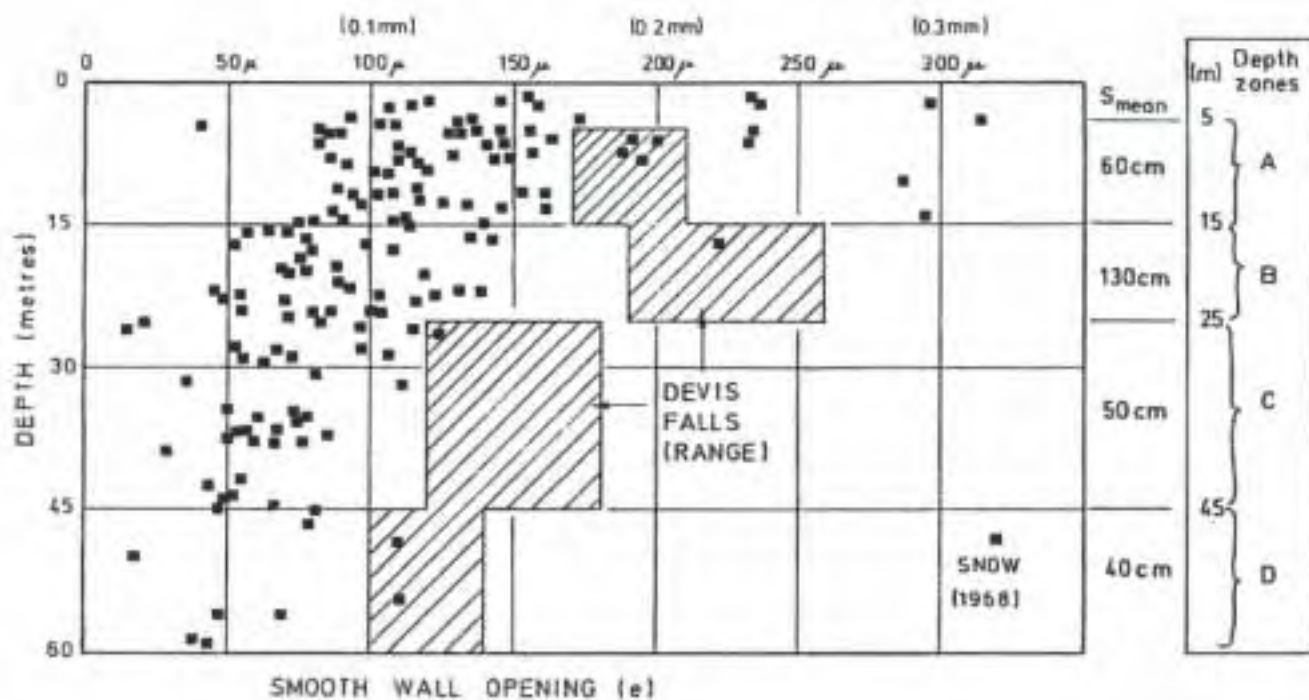 (0.1mm) (0.2mm) (0.3mm)
0 50μ 100μ 150μ 200μ 250μ 300μ
0
15
30
45
60
DEPTH (metres)
SMOOTH WALL OPENING (e)
DEVIS
FALLS
(RANGE)
SNOW
(1968)
Smean
60cm
130cm
50cm
40cm
(m) Depth
zones
5
A
15
B
25
C
45
D